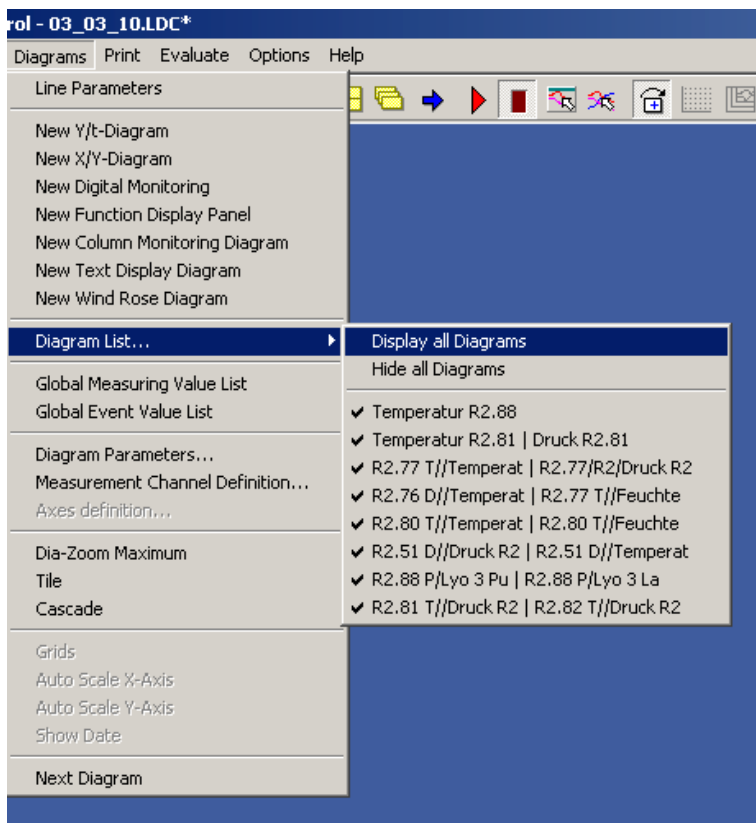 rol - 03_03_10.LDC*
Diagrams Print Evaluate Options Help
Line Parameters
New Y/t-Diagram
New X/Y-Diagram
New Digital Monitoring
New Function Display Panel
New Column Monitoring Diagram
New Text Display Diagram
New Wind Rose Diagram
Diagram List...
Display all Diagrams
Hide all Diagrams
Temperatur R2.88
Temperatur R2.81 | Druck R2.81
R2.77 T//Temperat | R2.77/R2/Druck R2
R2.76 D//Temperat | R2.77 T//Feuchte
R2.80 T//Temperat | R2.80 T//Feuchte
R2.51 D//Druck R2 | R2.51 D//Temperat
R2.88 P/Lyo 3 Pu | R2.88 P/Lyo 3 La
R2.81 T//Druck R2 | R2.82 T//Druck R2
Global Measuring Value List
Global Event Value List
Diagram Parameters...
Measurement Channel Definition...
Axes definition...
Dia-Zoom Maximum
Tile
Cascade
Grids
Auto Scale X-Axis
Auto Scale Y-Axis
Show Date
Next Diagram